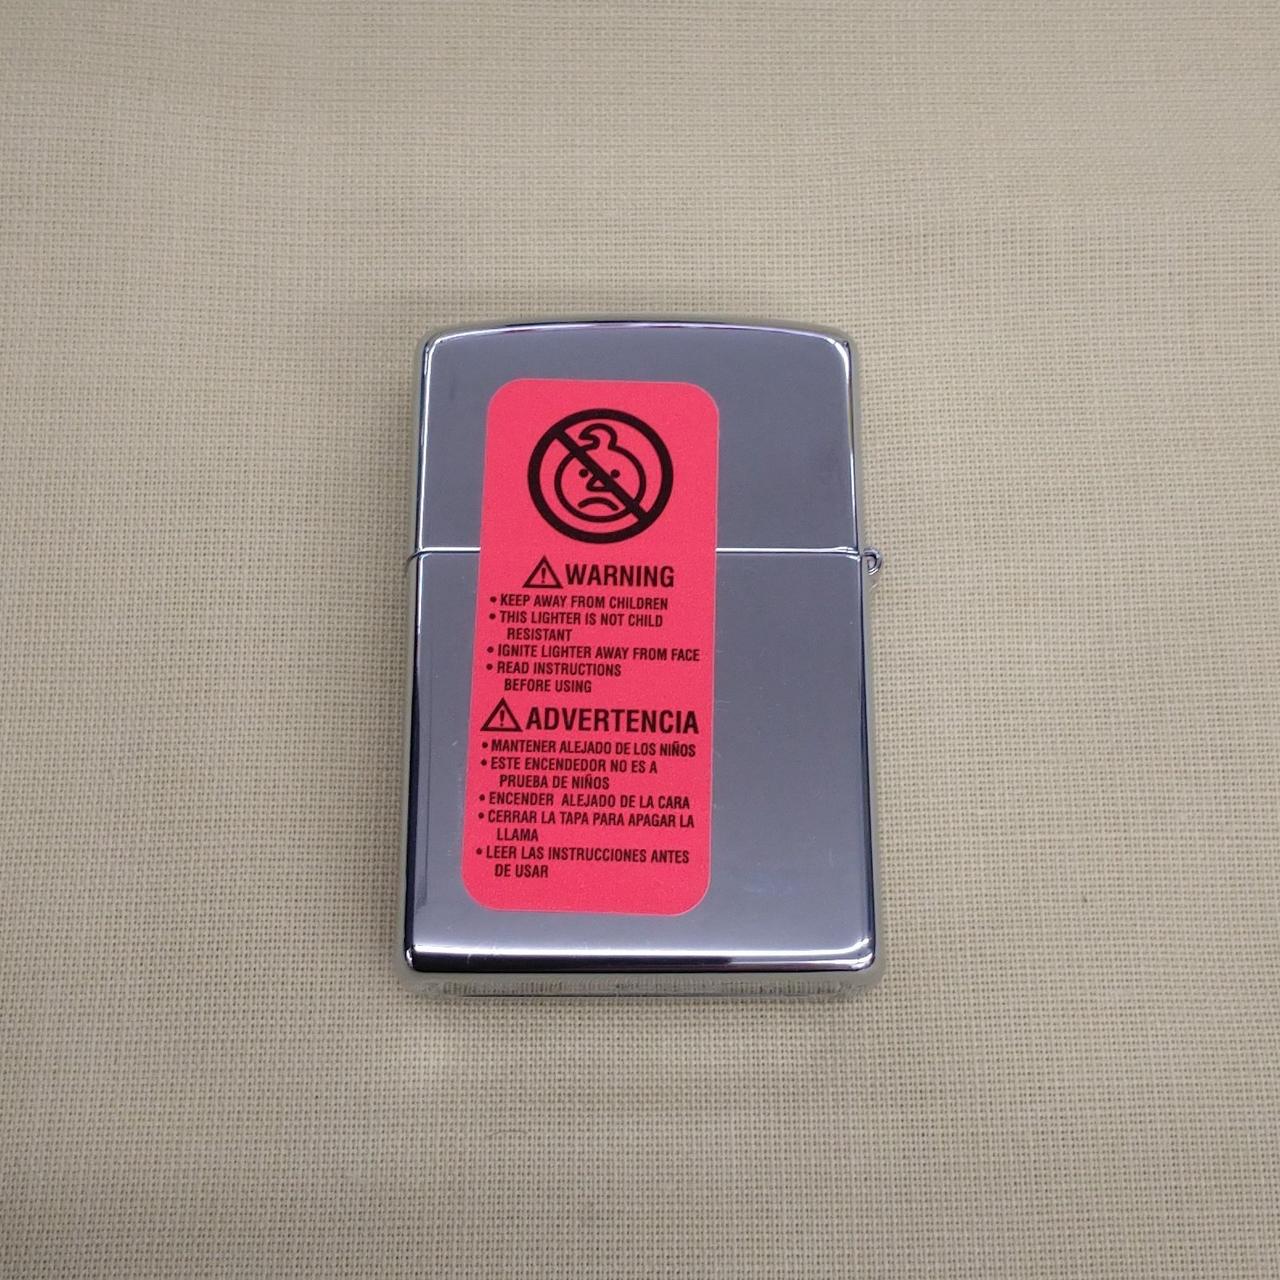 WARNING
• KEEP AWAY FROM CHILDREN
• THIS LIGHTER IS NOT CHILD
RESISTANT
• IGNITE LIGHTER AWAY FROM FACE
• READ INSTRUCTIONS
BEFORE USING
ADVERTENCIA
• MANTENER ALEJADO DE LOS NIÑOS
• ESTE ENCENDEDOR NO ES A
PRUEBA DE NIÑOS
• ENCENDER ALEJADO DE LA CARA
• CERRAR LA TAPA PARA APAGAR LA
LLAMA
• LEER LAS INSTRUCCIONES ANTES
DE USAR